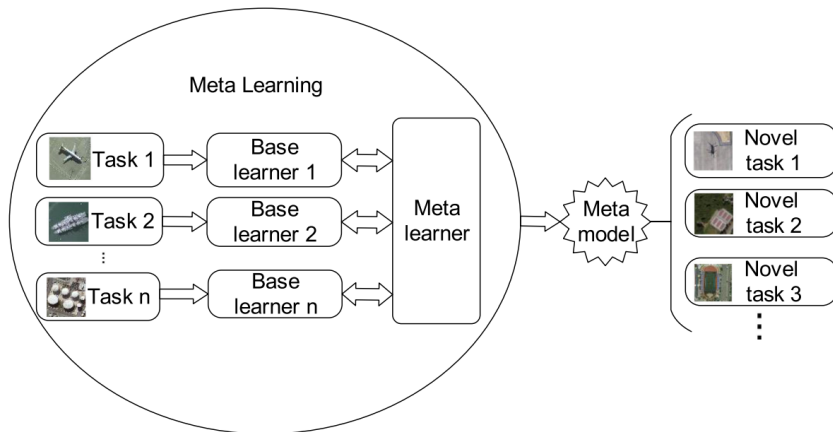 Meta Learning
Task 1
Base
learner 1
Task 2
Base
learner 2
...
Task n
Base
learner n
Meta
learner
Meta
model
Novel
task 1
Novel
task 2
Novel
task 3
...